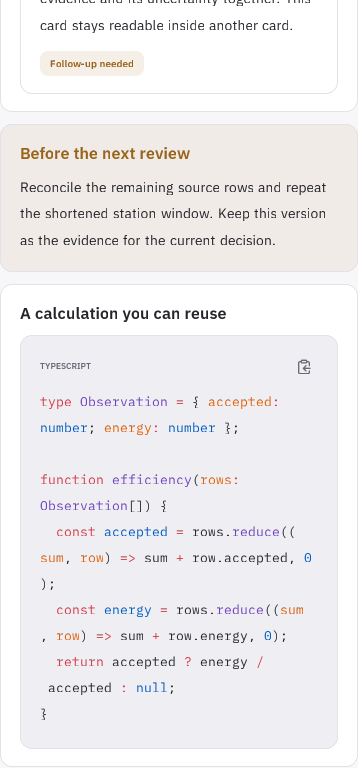 card stays readable inside another card.
Follow-up needed
Before the next review
Reconcile the remaining source rows and repeat
the shortened station window. Keep this version
as the evidence for the current decision.
A calculation you can reuse
TYPESCRIPT
type Observation = { accepted:
number; energy: number };
function efficiency(rows:
Observation[]) {
  const accepted = rows.reduce((
sum, row) => sum + row.accepted, 0
);
  const energy = rows.reduce((sum
, row) => sum + row.energy, 0);
  return accepted ? energy /
 accepted : null;
}